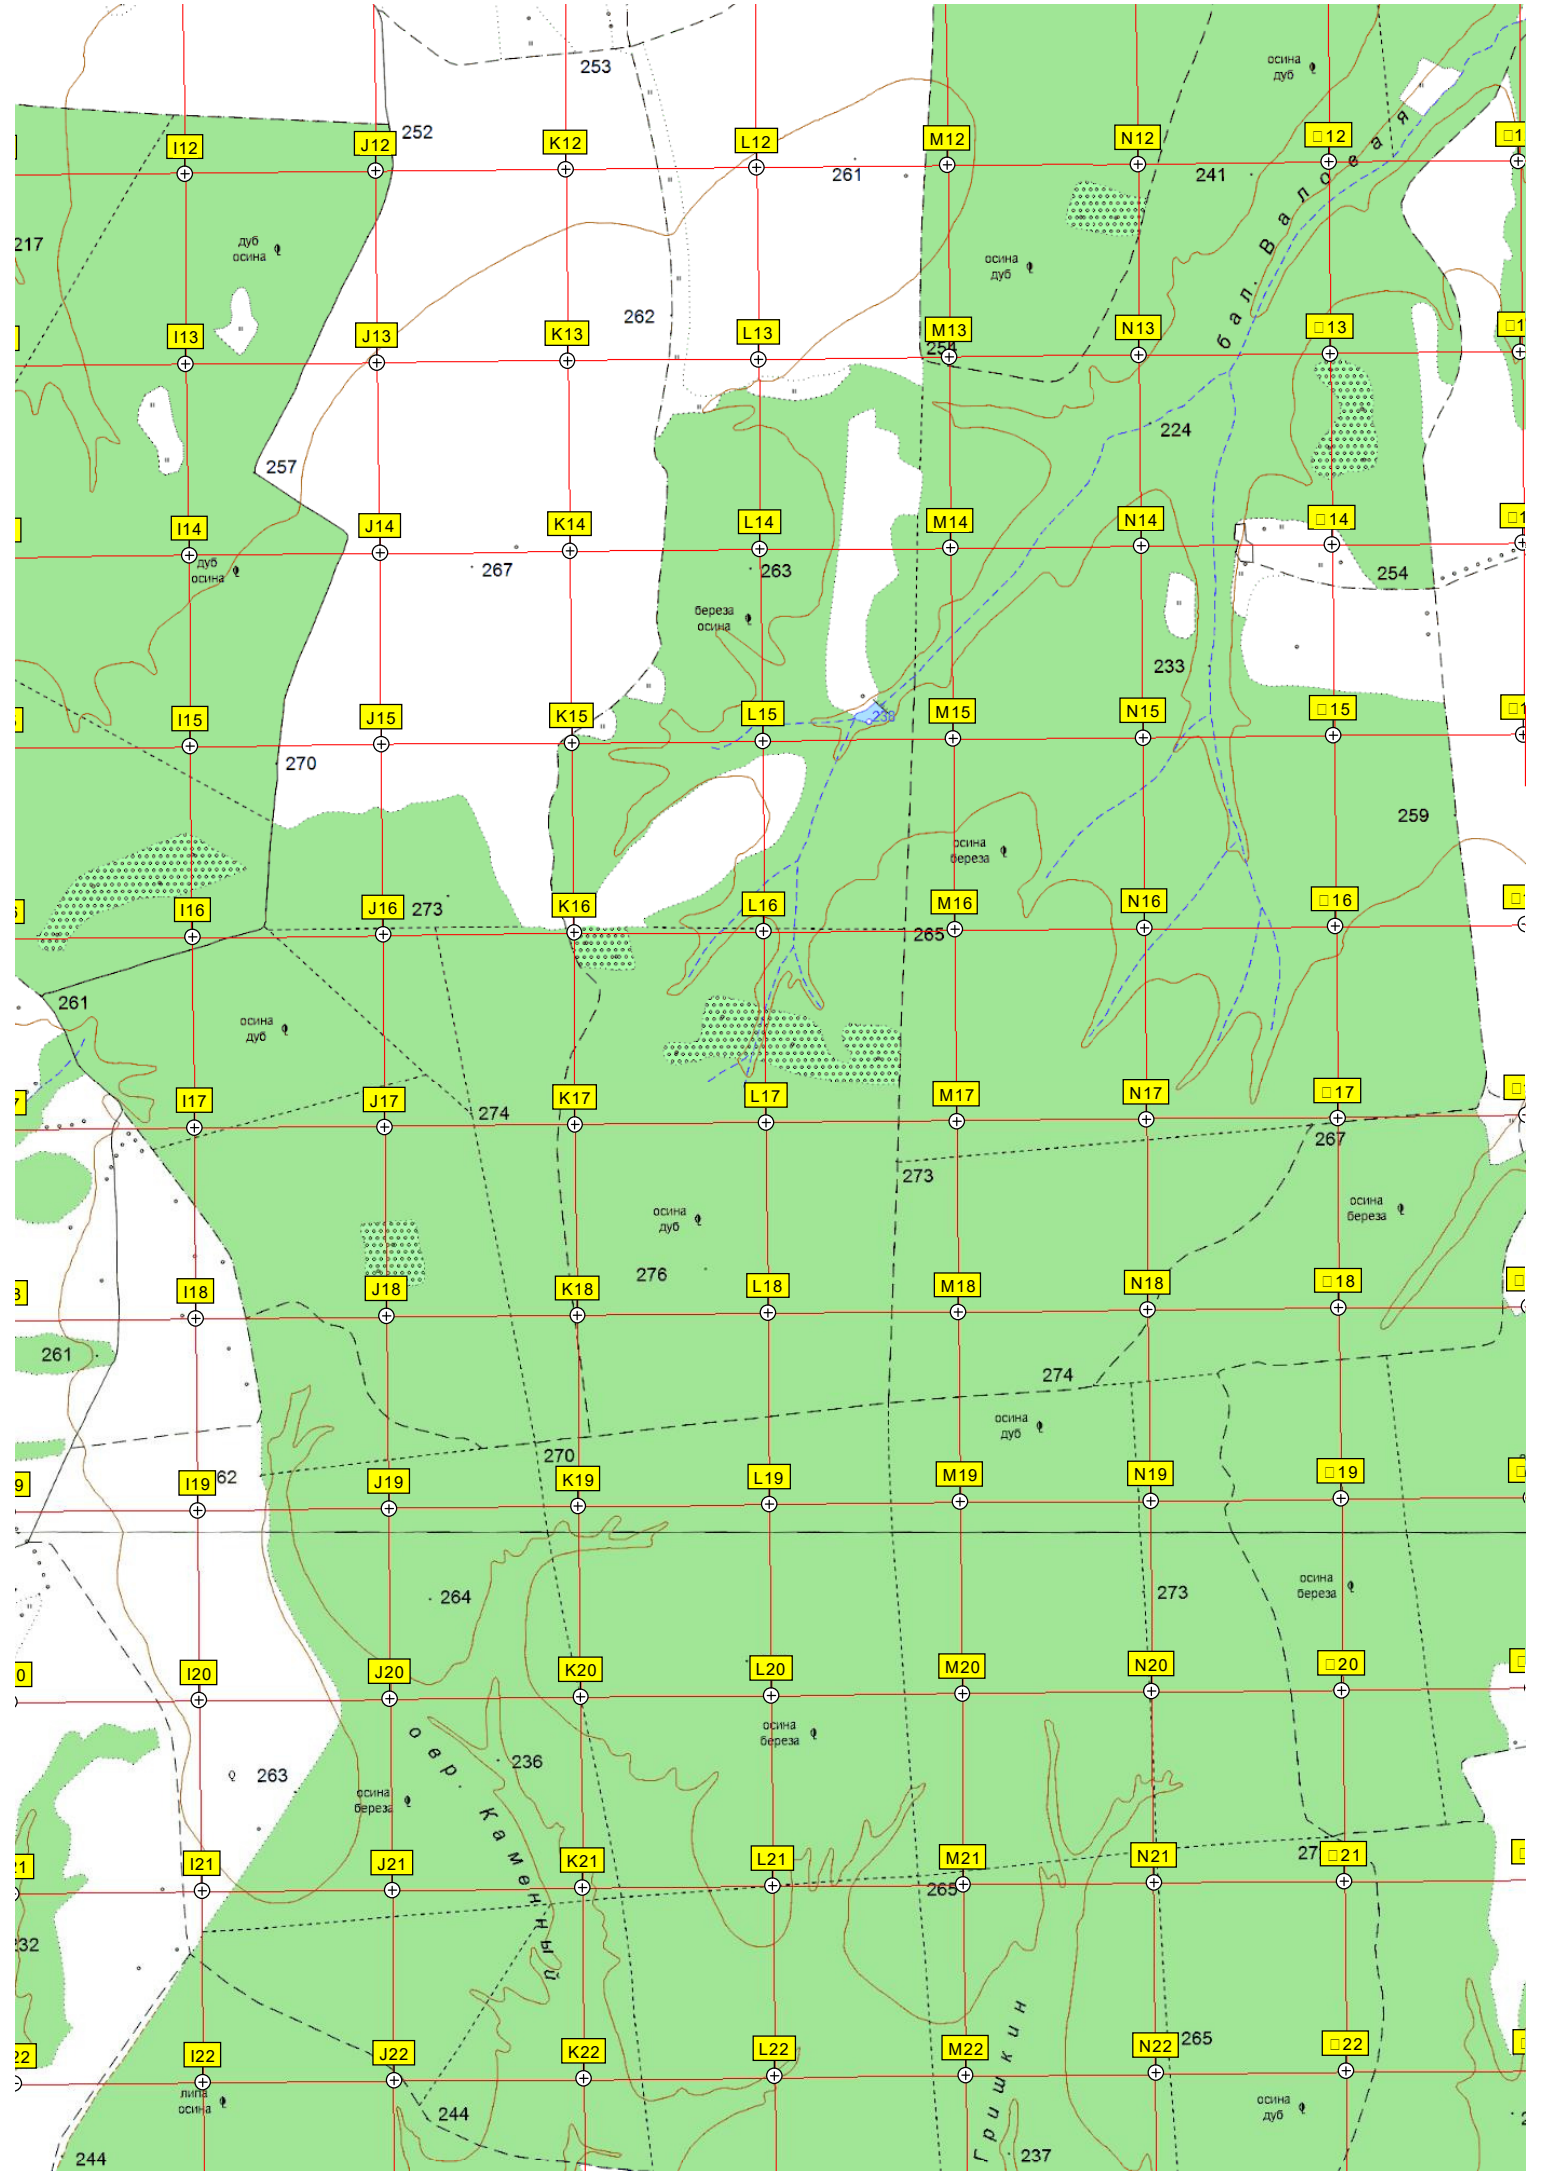 253
осина
дуб
252
I12
J12
K12
L12
M12
N12
□12
261
241
217
дуб
осина
осина
дуб
бал. Валовая
262
I13
J13
K13
L13
M13
N13
□13
254
224
257
I14
J14
K14
L14
M14
N14
□14
дуб
осина
267
263
254
береза
осина
233
I15
J15
K15
L15
M15
N15
□15
238
270
259
осина
береза
I16
J16
273
K16
L16
M16
N16
□16
265
261
осина
дуб
I17
J17
274
K17
L17
M17
N17
□17
267
273
осина
дуб
осина
береза
276
I18
J18
K18
L18
M18
N18
□18
261
274
осина
дуб
270
I19
62
J19
K19
L19
M19
N19
□19
264
273
осина
береза
I20
J20
K20
L20
M20
N20
□20
овр. Каменный
осина
береза
236
263
осина
береза
I21
J21
K21
L21
M21
N21
27
□21
265
232
Гришкин
I22
J22
K22
L22
M22
N22
265
□22
липа
осина
244
осина
дуб
244
237